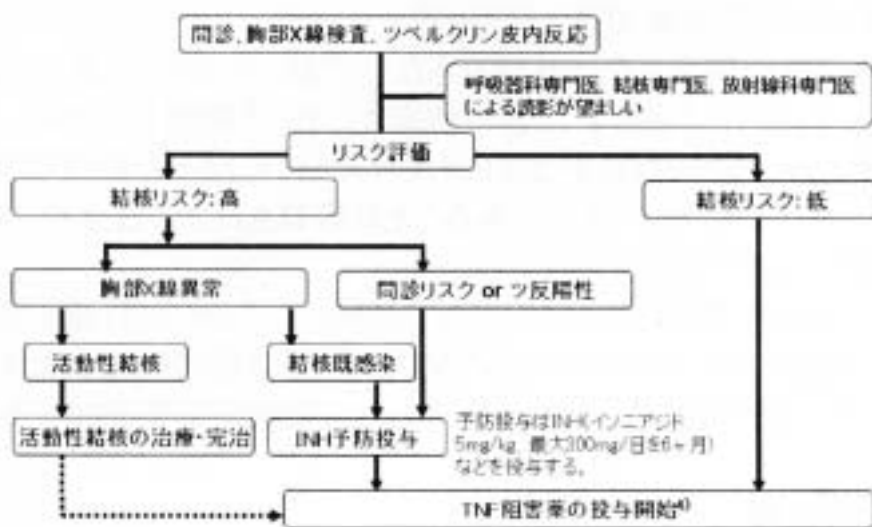 問診、胸部X線検査、ツベルクリン皮内反応
呼吸器科専門医、結核専門医、放射線科専門医
による読影が望ましい
リスク評価
結核リスク：高
結核リスク：低
胸部X線異常
問診リスク or ツ反陽性
活動性結核
結核既感染
活動性結核の治療・完治
INH予防投与
予防投与はINH(イソニアジド
5mg/kg、最大300mg/日を6ヶ月)
などを投与する。
TNF阻害薬の投与開始4)